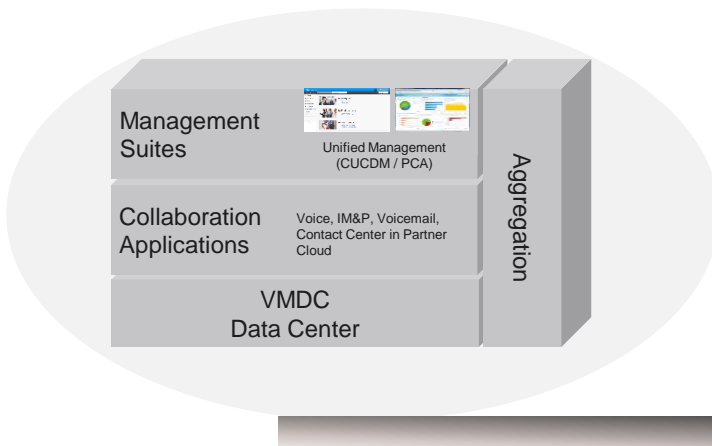 Management
Suites
Unified Management
(CUCDM / PCA)
Collaboration
Applications
Voice, IM&P, Voicemail,
Contact Center in Partner
Cloud
VMDC
Data Center
Aggregation